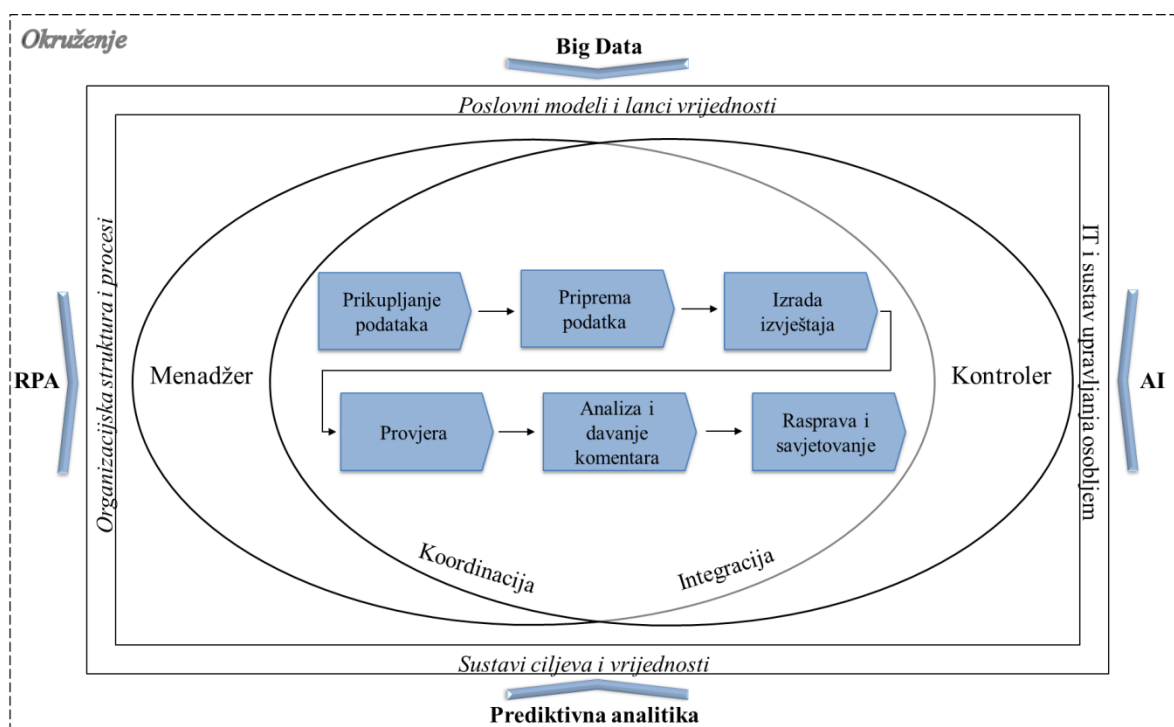 Okruženje
Big Data
Poslovni modeli i lanci vrijednosti
Organizacijska struktura i procesi
IT i sustav upravljanja osobljem
RPA
AI
Menadžer
Kontroler
Prikupljanje
podataka
Priprema
podatka
Izrada
izvještaja
Provjera
Analiza i
davanje
komentara
Rasprava i
savjetovanje
Koordinacija
Integracija
Sustavi ciljeva i vrijednosti
Prediktivna analitika